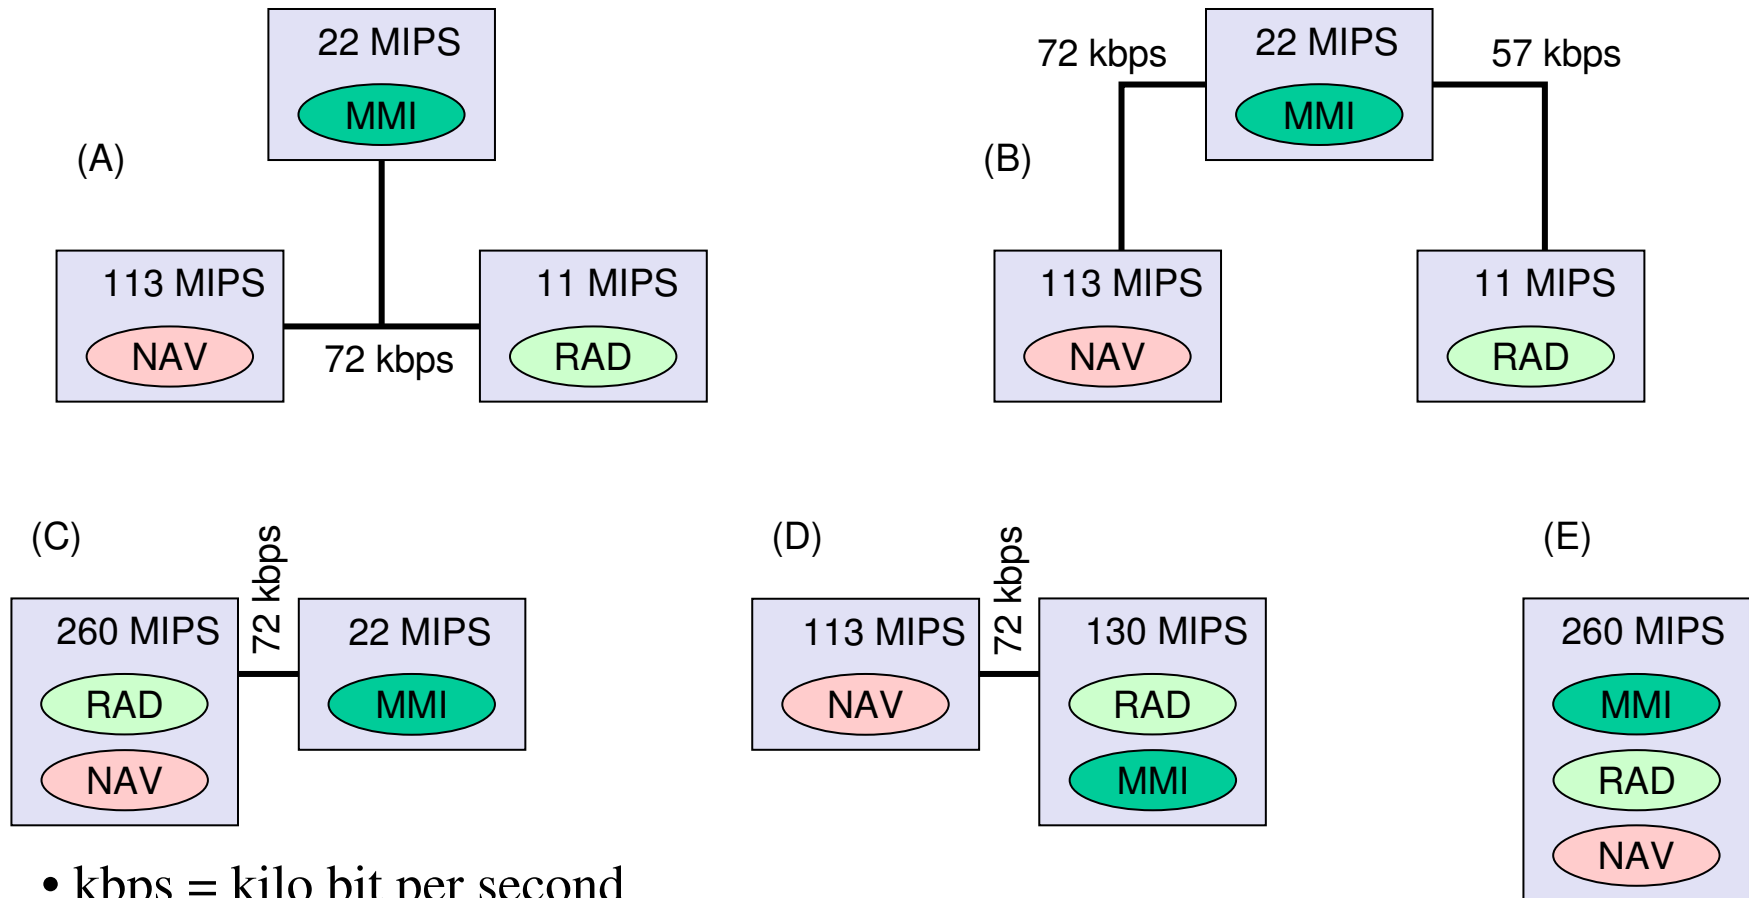 (A)
22 MIPS
MMI
113 MIPS
NAV
72 kbps
11 MIPS
RAD
(B)
72 kbps
22 MIPS
MMI
57 kbps
113 MIPS
NAV
11 MIPS
RAD
(C)
260 MIPS
RAD
NAV
72 kbps
22 MIPS
MMI
(D)
113 MIPS
NAV
72 kbps
130 MIPS
RAD
MMI
(E)
260 MIPS
MMI
RAD
NAV
• kbps = kilo bit per second